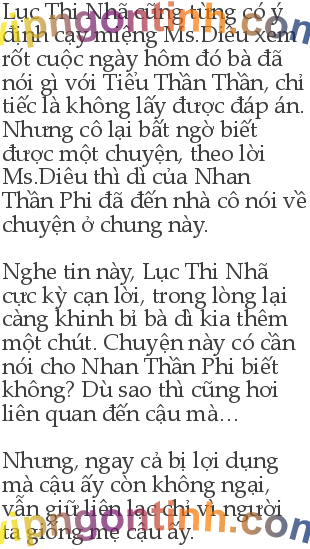 Lục Thi Nhã cũng từng có ý
định cạy miệng Ms.Diêu xem
rốt cuộc ngày hôm đó bà đã
nói gì với Tiểu Thần Thần, chỉ
tiếc là không lấy được đáp án.
Nhưng cô lại bất ngờ biết
được một chuyện, theo lời
Ms.Diêu thì dì của Nhan
Thần Phi đã đến nhà cô nói về
chuyện ở chung này.
Nghe tin này, Lục Thi Nhã
cực kỳ cạn lời, trong lòng lại
càng khinh bỉ bà dì kia thêm
một chút. Chuyện này có cần
nói cho Nhan Thần Phi biết
không? Dù sao thì cũng hơi
liên quan đến cậu mà…
Nhưng, ngay cả bị lợi dụng
mà cậu ấy còn không ngại,
vẫn giữ liên lạc chỉ vì người
ta giống mẹ cậu ấy.
vipngontinh.com
vipngontinh.com